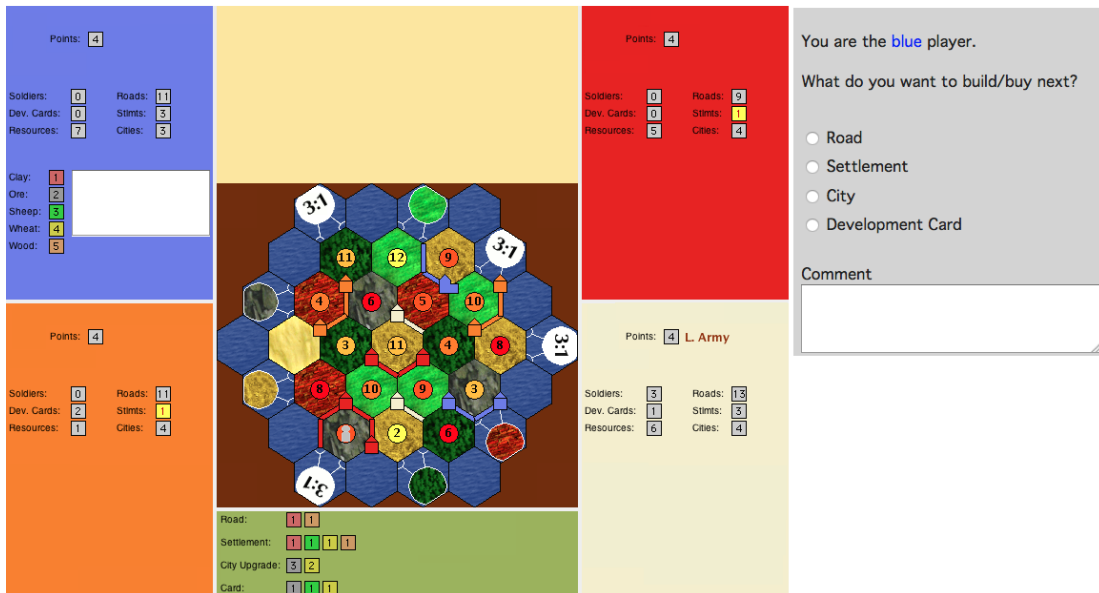 Points: 4
Soldiers: 0 Roads: 11
Dev. Cards: 0 Stlmts: 3
Resources: 7 Cities: 3
Clay: 1
Ore: 2
Sheep: 3
Wheat: 4
Wood: 5
Points: 4
Soldiers: 0 Roads: 9
Dev. Cards: 0 Stlmts: 1
Resources: 5 Cities: 4
You are the blue player.
What do you want to build/buy next?
Road
Settlement
City
Development Card
Comment
3:1
11 12 9 3:1
4 6 5 10
3 11 4 8 3:1
8 10 9 3
2 6
3:1
Points: 4
Soldiers: 0 Roads: 11
Dev. Cards: 2 Stlmts: 1
Resources: 1 Cities: 4
Points: 4 L. Army
Soldiers: 3 Roads: 13
Dev. Cards: 1 Stlmts: 3
Resources: 6 Cities: 4
Road: 1 1
Settlement: 1 1 1 1
City Upgrade: 3 2
Card: 1 1 1